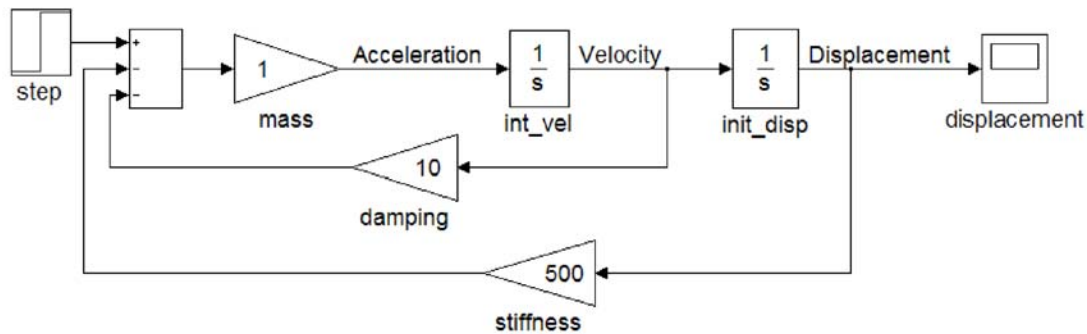 step
+
−
−
1
mass
Acceleration
1
s
int_vel
Velocity
1
s
init_disp
Displacement
displacement
10
damping
500
stiffness